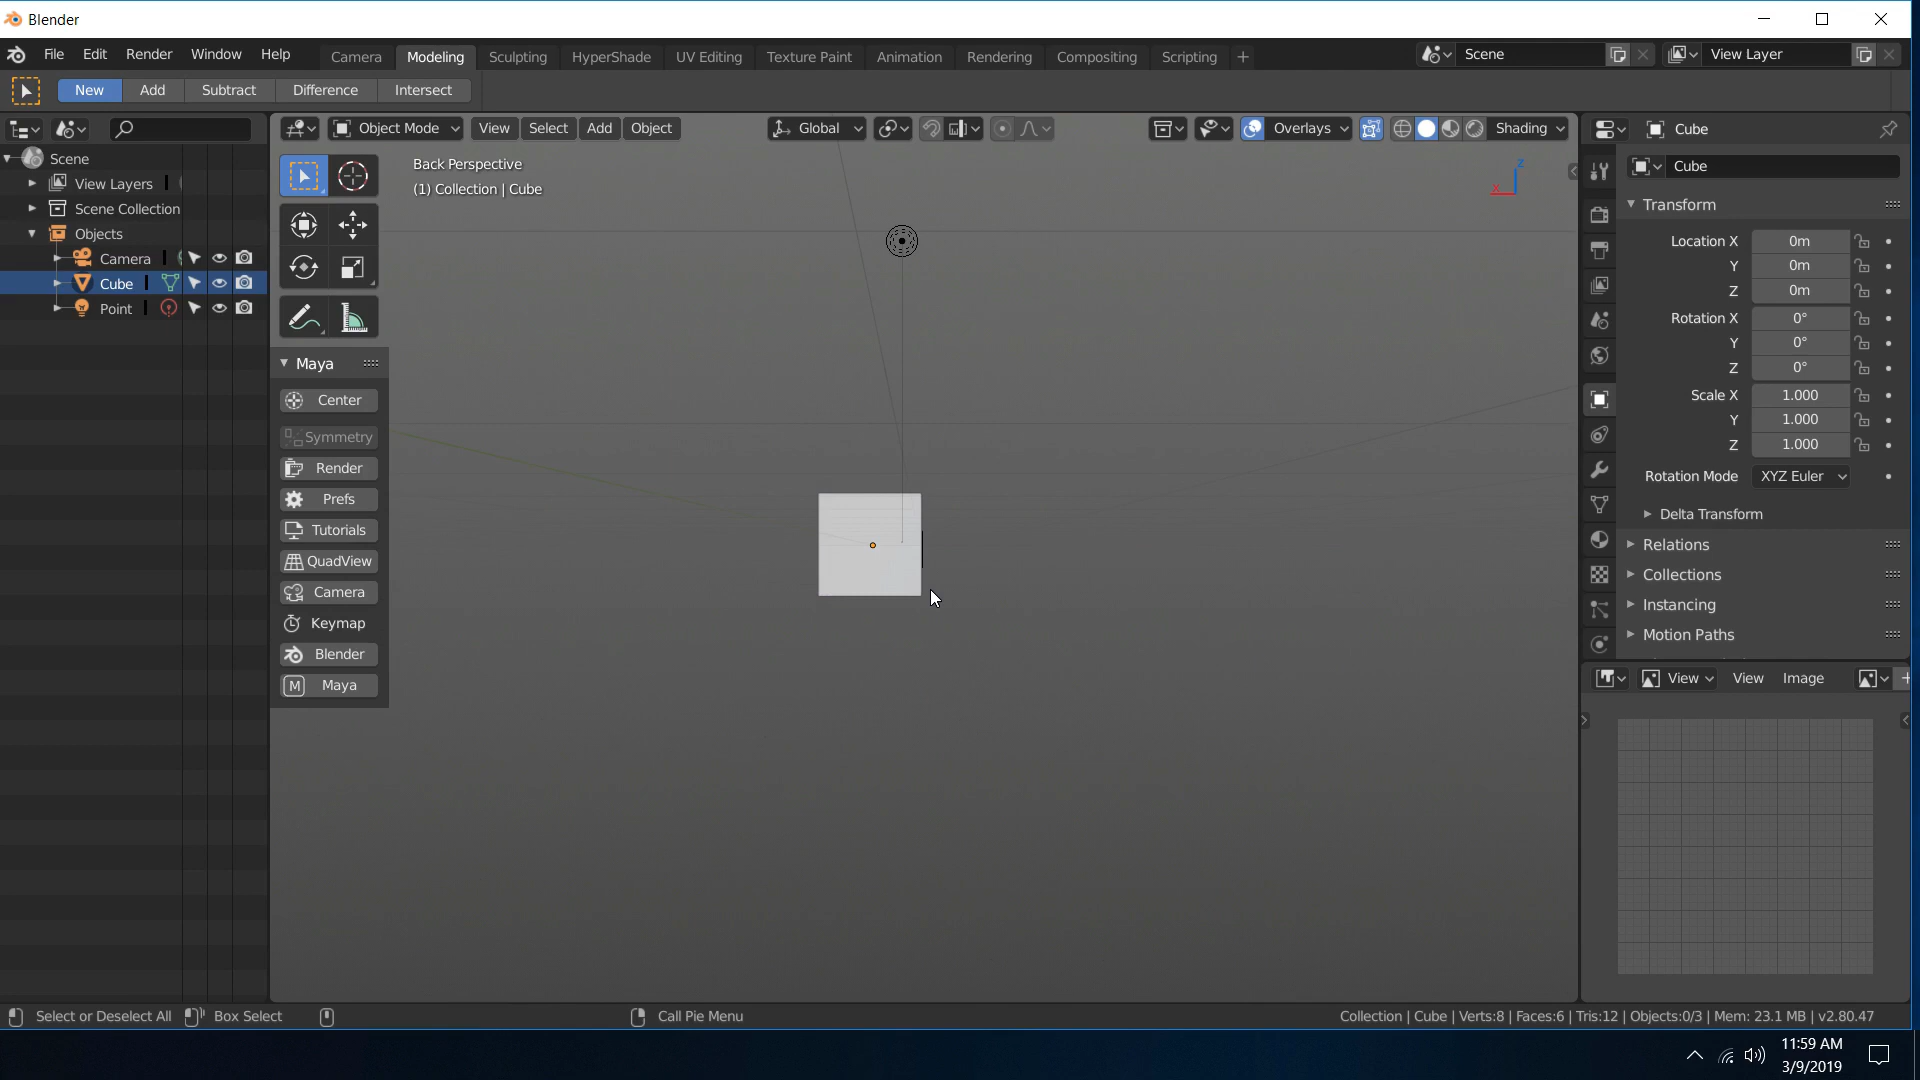 Blender
File Edit Render Window Help Camera Modeling Sculpting HyperShade UV Editing Texture Paint Animation Rendering Compositing Scripting + Scene View Layer
New Add Subtract Difference Intersect
Object Mode View Select Add Object Global Overlays Shading Cube
Scene
View Layers
Scene Collection
Objects
Camera
Cube
Point
Back Perspective
(1) Collection | Cube
Z
X
Maya
Center
Symmetry
Render
Prefs
Tutorials
QuadView
Camera
Keymap
Blender
M Maya
Cube
Transform
Location X 0m
Y 0m
Z 0m
Rotation X 0°
Y 0°
Z 0°
Scale X 1.000
Y 1.000
Z 1.000
Rotation Mode XYZ Euler
Delta Transform
Relations
Collections
Instancing
Motion Paths
View View Image +
Select or Deselect All Box Select Call Pie Menu Collection | Cube | Verts:8 | Faces:6 | Tris:12 | Objects:0/3 | Mem: 23.1 MB | v2.80.47
11:59 AM
3/9/2019